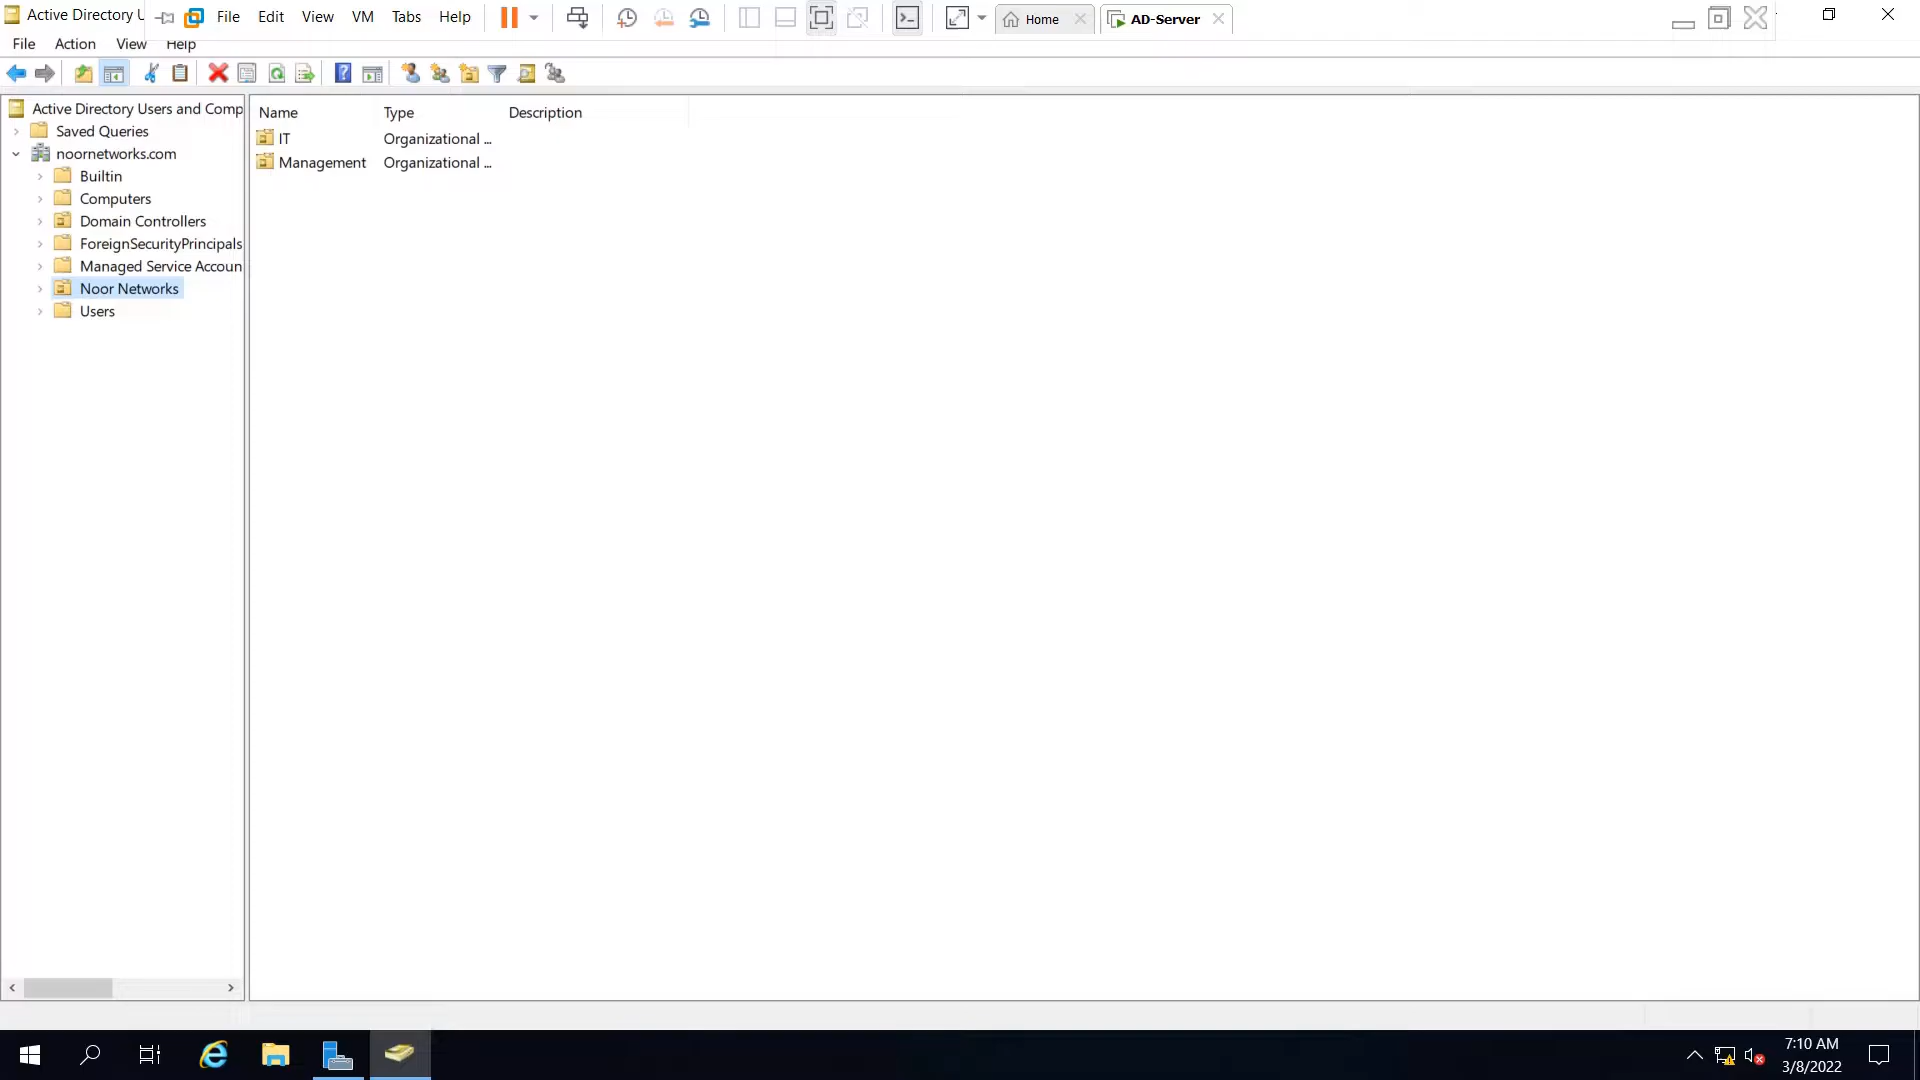 Active Directory U
File Edit View VM Tabs Help
Home
AD-Server
File Action View Help
Active Directory Users and Comp
Saved Queries
noornetworks.com
Builtin
Computers
Domain Controllers
ForeignSecurityPrincipals
Managed Service Accoun
Noor Networks
Users
Name Type Description
IT Organizational ...
Management Organizational ...
7:10 AM
3/8/2022